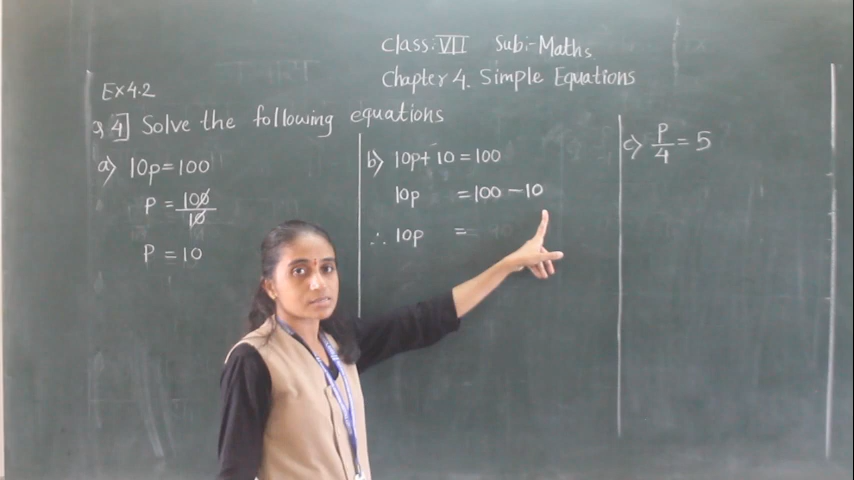 Class: VII Sub:- Maths
Chapter 4. Simple Equations
Ex 4.2
Q 4] Solve the following equations
a) 10p = 100
P = 100/10
P = 10
b) 10p + 10 = 100
10p = 100 - 10
∴ 10p =
c) P/4 = 5